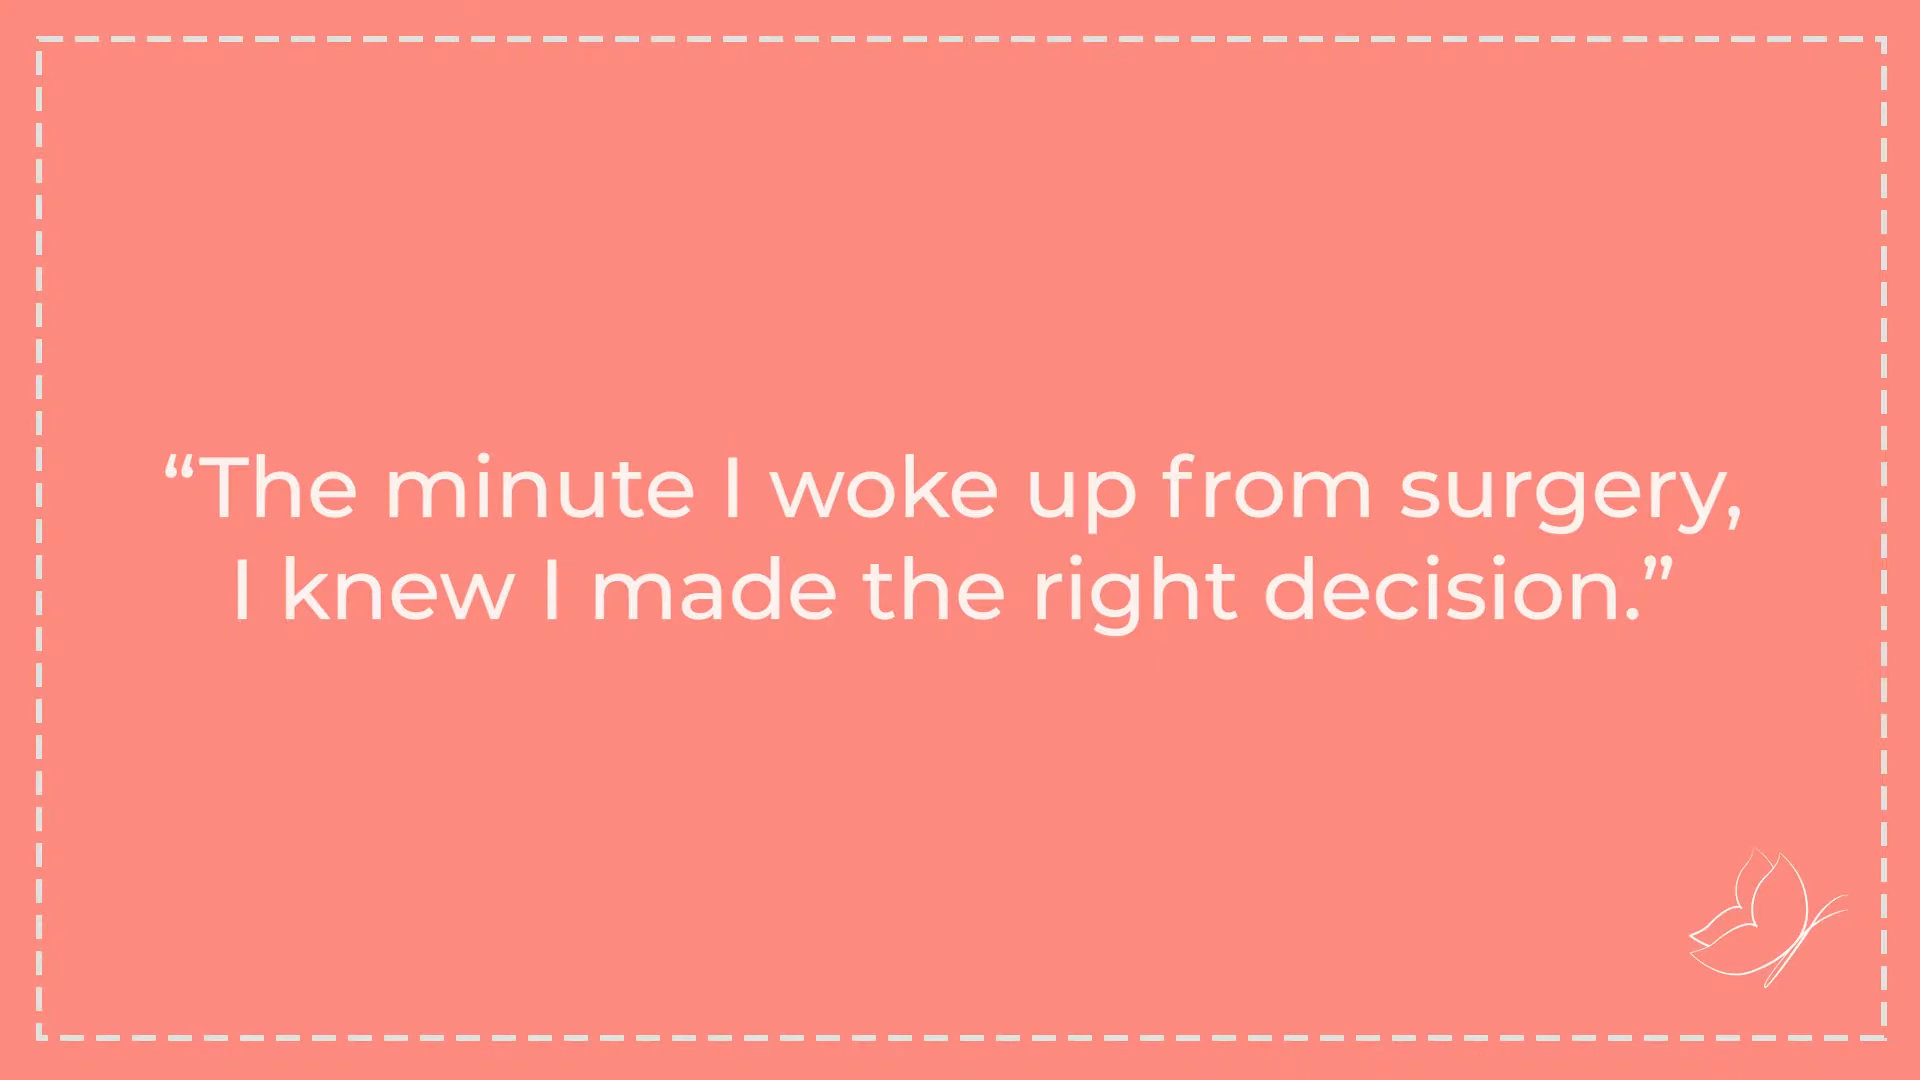 “The minute I woke up from surgery,
I knew I made the right decision.”